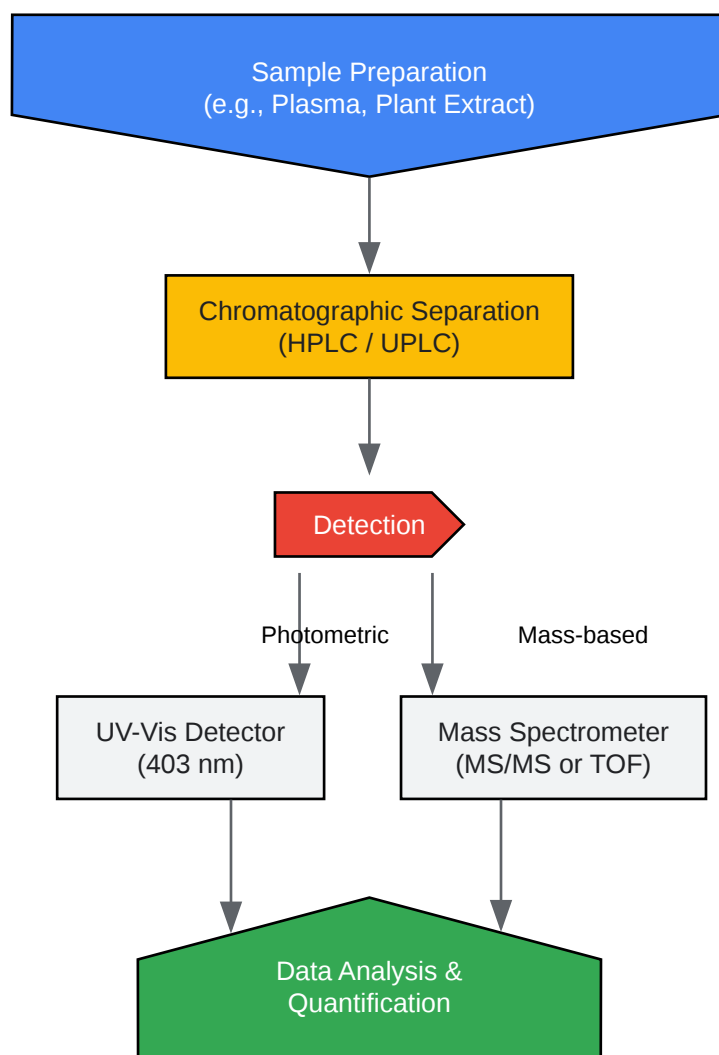 Sample Preparation
(e.g., Plasma, Plant Extract)
Chromatographic Separation
(HPLC / UPLC)
Detection
Photometric
Mass-based
UV-Vis Detector
(403 nm)
Mass Spectrometer
(MS/MS or TOF)
Data Analysis &
Quantification